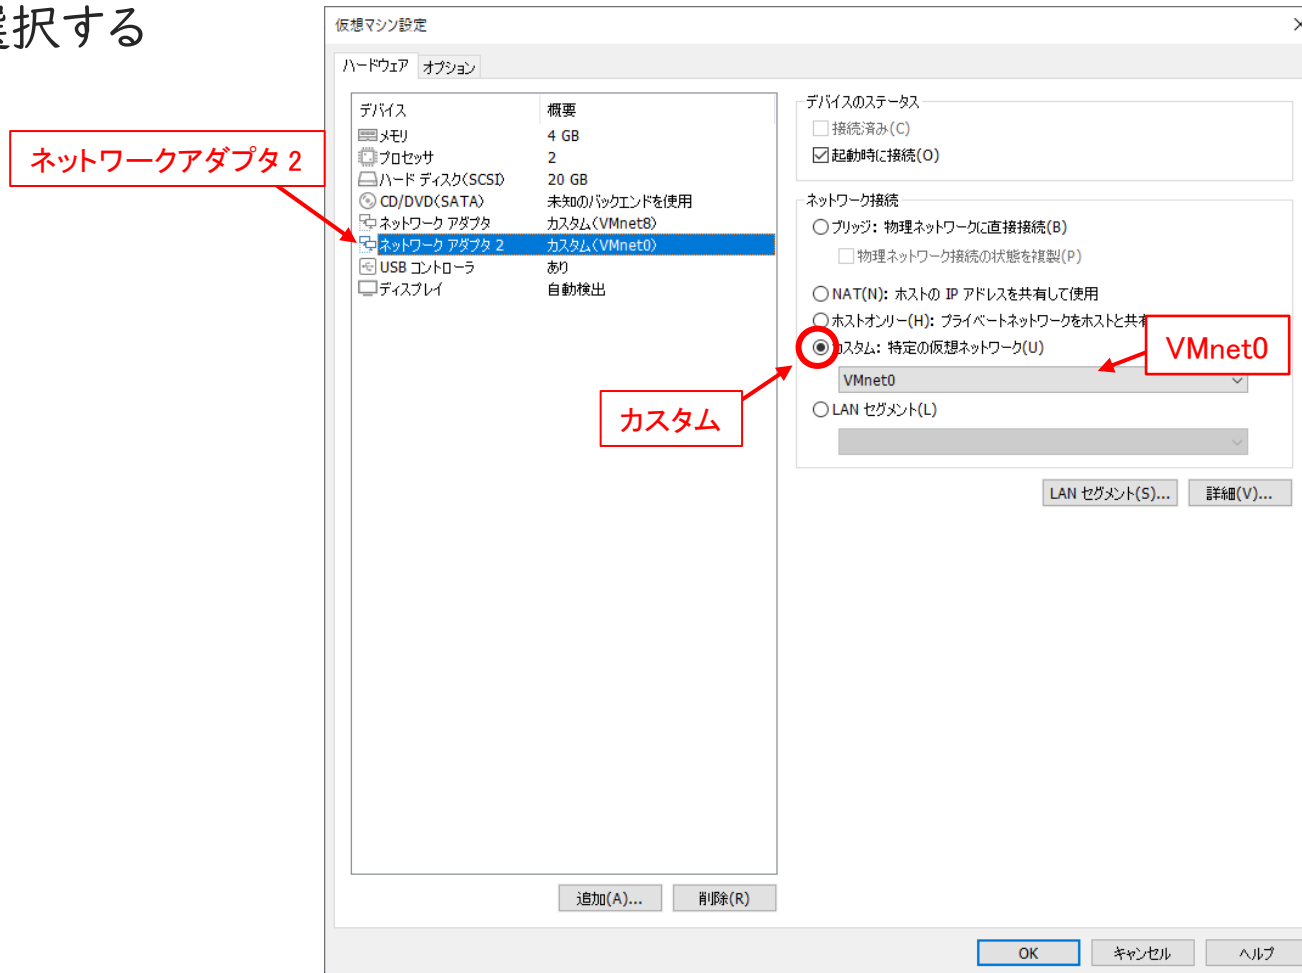 択する
仮想マシン設定
ハードウェア オプション
デバイス 概要
メモリ 4 GB
プロセッサ 2
ハード ディスク(SCSI) 20 GB
CD/DVD(SATA) 未知のバックエンドを使用
ネットワーク アダプタ カスタム(VMnet8)
ネットワーク アダプタ 2 カスタム(VMnet0)
USB コントローラ あり
ディスプレイ 自動検出
ネットワークアダプタ 2
デバイスのステータス
接続済み(C)
起動時に接続(O)
ネットワーク接続
ブリッジ: 物理ネットワークに直接接続(B)
物理ネットワーク接続の状態を複製(P)
NAT(N): ホストの IP アドレスを共有して使用
ホストオンリー(H): プライベートネットワークをホストと共
カスタム: 特定の仮想ネットワーク(U)
VMnet0
VMnet0
カスタム
LAN セグメント(L)
LAN セグメント(S)... 詳細(V)...
追加(A)... 削除(R)
OK キャンセル ヘルプ